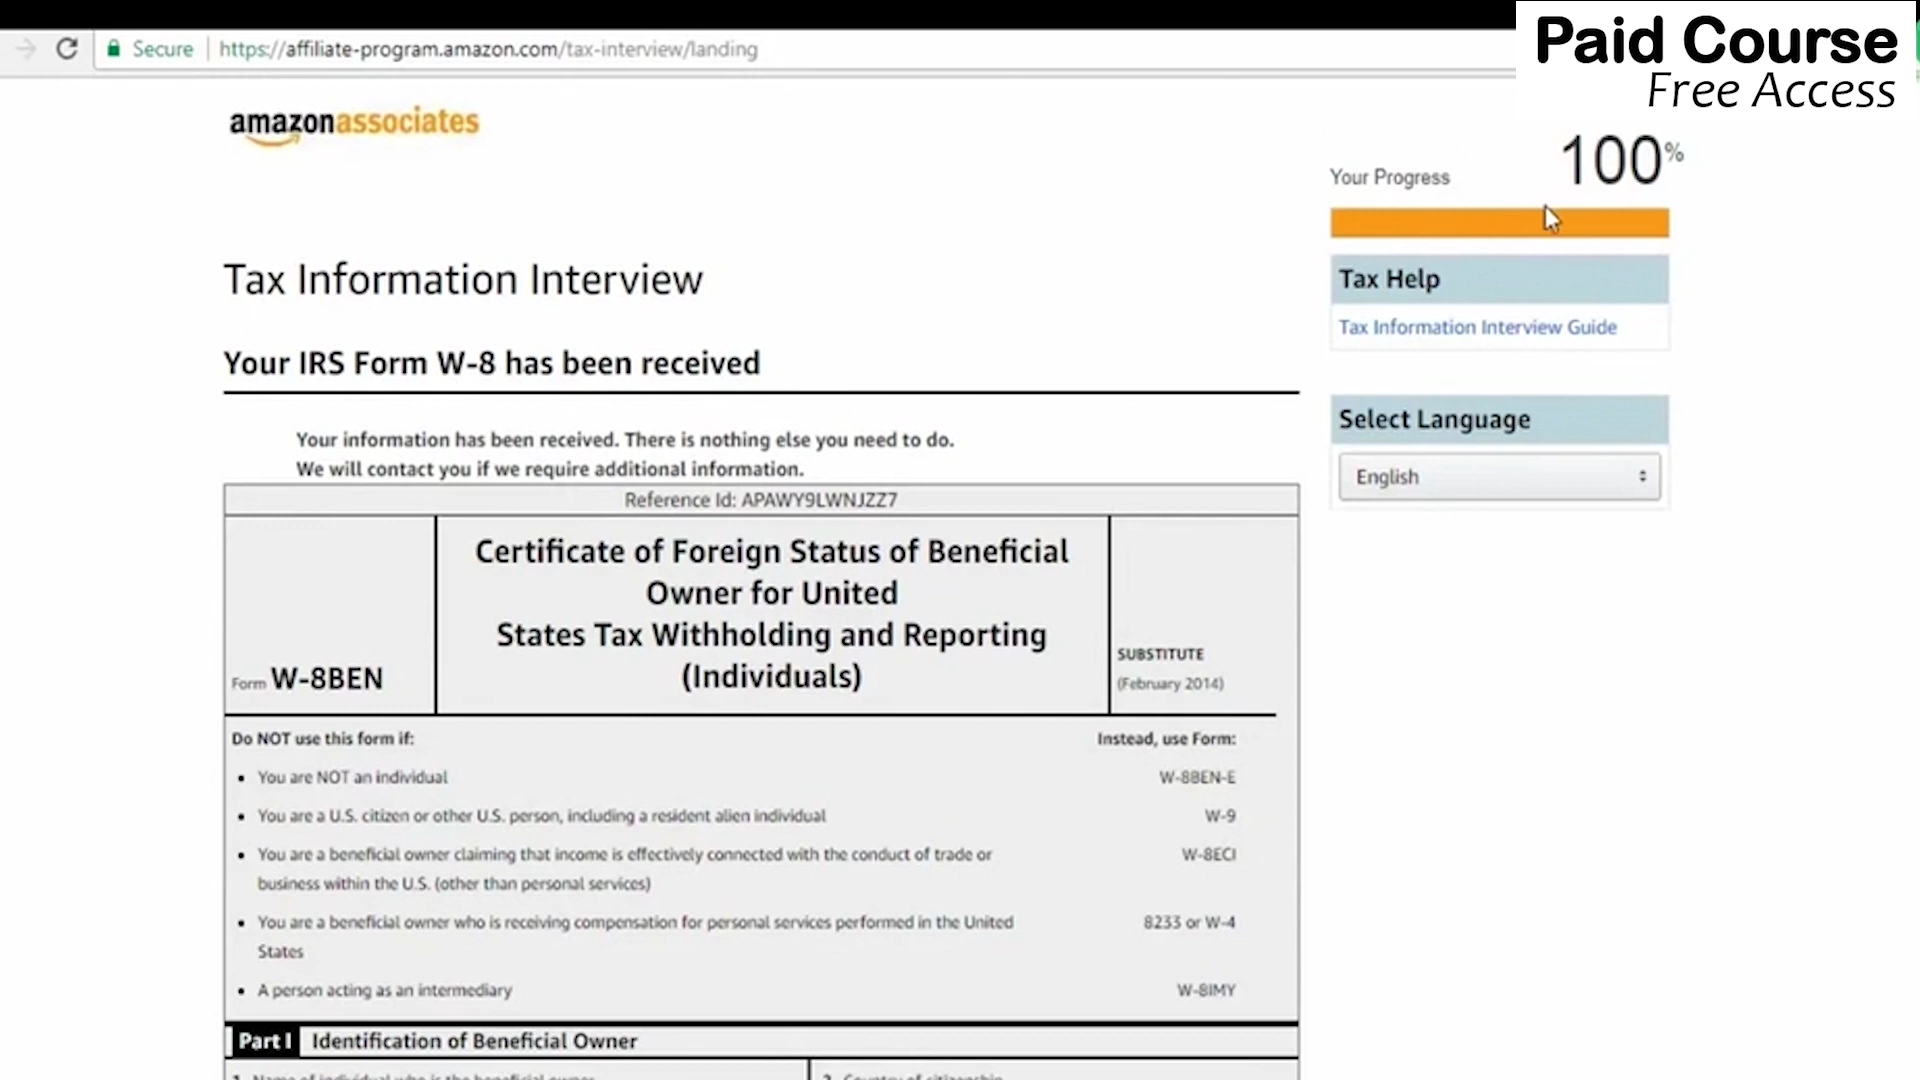 Secure
https://affiliate-program.amazon.com/tax-interview/landing
Paid Course
Free Access
amazonassociates
Your Progress
100%
Tax Help
Tax Information Interview Guide
Select Language
English
Tax Information Interview
Your IRS Form W-8 has been received
Your information has been received. There is nothing else you need to do.
We will contact you if we require additional information.
Reference Id: APAWY9LWNJZZ7
Form W-8BEN
Certificate of Foreign Status of Beneficial
Owner for United
States Tax Withholding and Reporting
(Individuals)
SUBSTITUTE
(February 2014)
Do NOT use this form if:
Instead, use Form:
• You are NOT an individual
W-8BEN-E
• You are a U.S. citizen or other U.S. person, including a resident alien individual
W-9
• You are a beneficial owner claiming that income is effectively connected with the conduct of trade or
business within the U.S. (other than personal services)
W-8ECI
• You are a beneficial owner who is receiving compensation for personal services performed in the United
States
8233 or W-4
• A person acting as an intermediary
W-8IMY
Part I Identification of Beneficial Owner